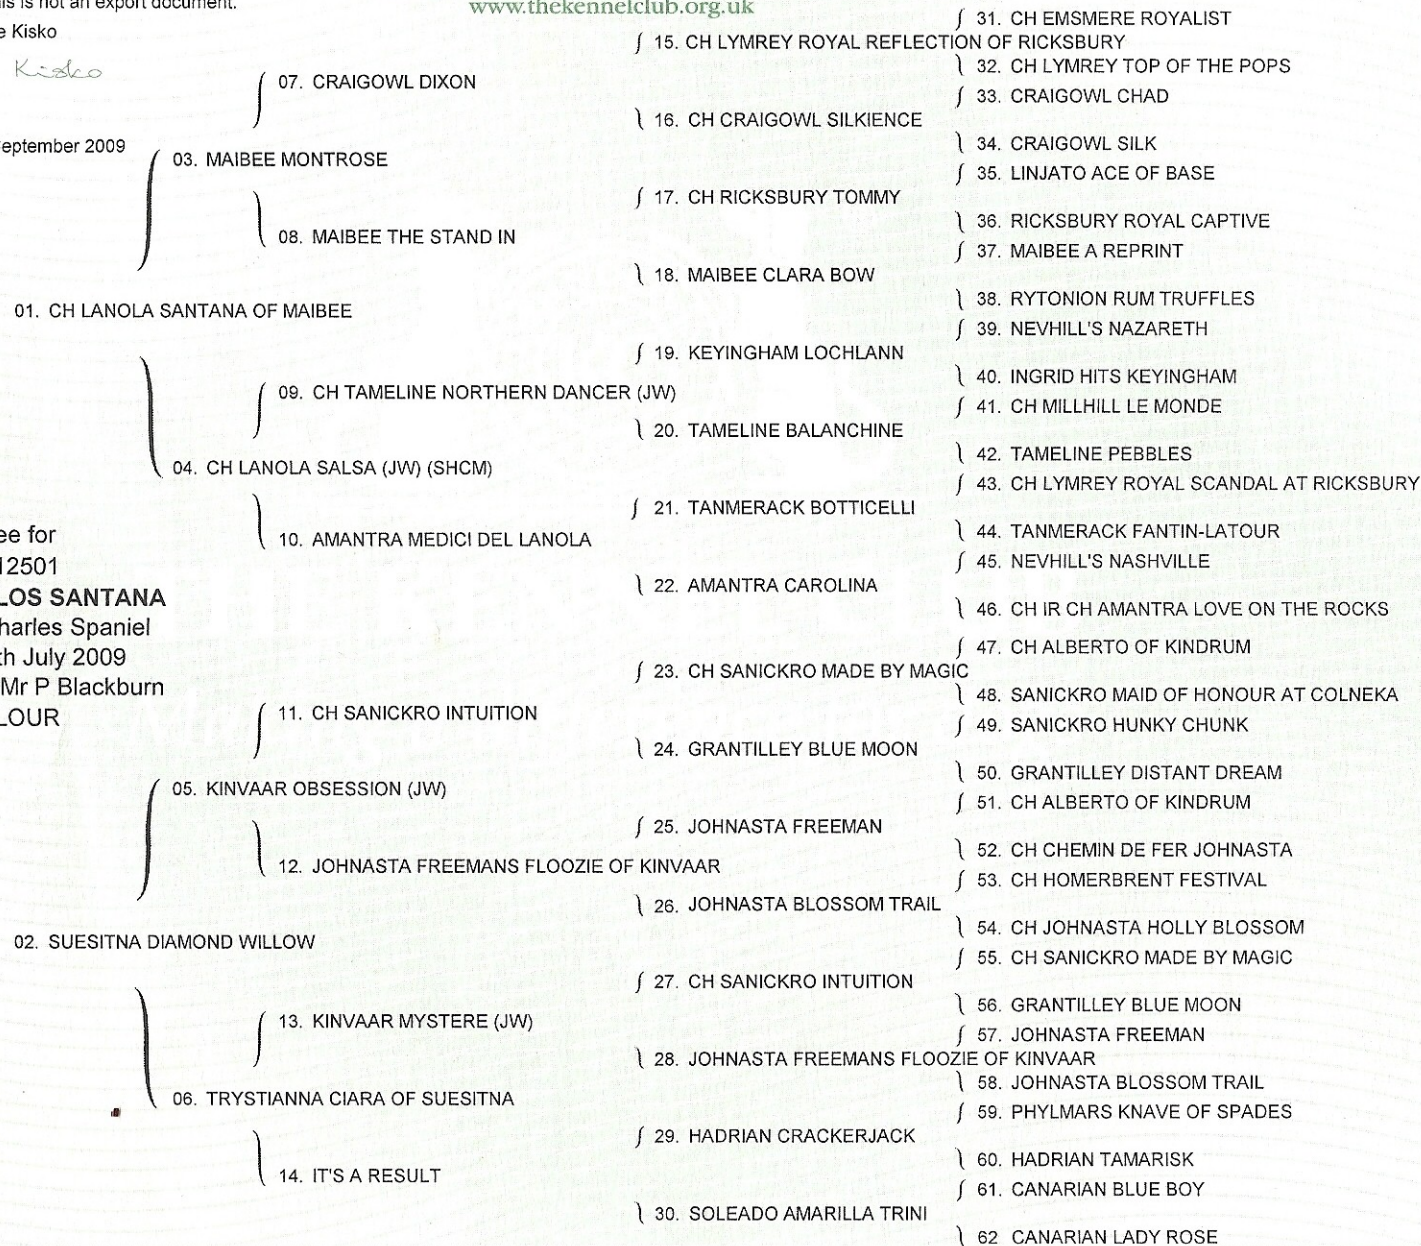 is is not an export document.
www.thekennelclub.org.uk
e Kisko
Kisko
eptember 2009
ee for
12501
LOS SANTANA
harles Spaniel
th July 2009
Mr P Blackburn
LOUR
01. CH LANOLA SANTANA OF MAIBEE
02. SUESITNA DIAMOND WILLOW
03. MAIBEE MONTROSE
04. CH LANOLA SALSA (JW) (SHCM)
05. KINVAAR OBSESSION (JW)
06. TRYSTIANNA CIARA OF SUESITNA
07. CRAIGOWL DIXON
08. MAIBEE THE STAND IN
09. CH TAMELINE NORTHERN DANCER (JW)
10. AMANTRA MEDICI DEL LANOLA
11. CH SANICKRO INTUITION
12. JOHNASTA FREEMANS FLOOZIE OF KINVAAR
13. KINVAAR MYSTERE (JW)
14. IT'S A RESULT
15. CH LYMREY ROYAL REFLECTION OF RICKSBURY
16. CH CRAIGOWL SILKIENCE
17. CH RICKSBURY TOMMY
18. MAIBEE CLARA BOW
19. KEYINGHAM LOCHLANN
20. TAMELINE BALANCHINE
21. TANMERACK BOTTICELLI
22. AMANTRA CAROLINA
23. CH SANICKRO MADE BY MAGIC
24. GRANTILLEY BLUE MOON
25. JOHNASTA FREEMAN
26. JOHNASTA BLOSSOM TRAIL
27. CH SANICKRO INTUITION
28. JOHNASTA FREEMANS FLOOZIE OF KINVAAR
29. HADRIAN CRACKERJACK
30. SOLEADO AMARILLA TRINI
31. CH EMSMERE ROYALIST
32. CH LYMREY TOP OF THE POPS
33. CRAIGOWL CHAD
34. CRAIGOWL SILK
35. LINJATO ACE OF BASE
36. RICKSBURY ROYAL CAPTIVE
37. MAIBEE A REPRINT
38. RYTONION RUM TRUFFLES
39. NEVHILL'S NAZARETH
40. INGRID HITS KEYINGHAM
41. CH MILLHILL LE MONDE
42. TAMELINE PEBBLES
43. CH LYMREY ROYAL SCANDAL AT RICKSBURY
44. TANMERACK FANTIN-LATOUR
45. NEVHILL'S NASHVILLE
46. CH IR CH AMANTRA LOVE ON THE ROCKS
47. CH ALBERTO OF KINDRUM
48. SANICKRO MAID OF HONOUR AT COLNEKA
49. SANICKRO HUNKY CHUNK
50. GRANTILLEY DISTANT DREAM
51. CH ALBERTO OF KINDRUM
52. CH CHEMIN DE FER JOHNASTA
53. CH HOMERBRENT FESTIVAL
54. CH JOHNASTA HOLLY BLOSSOM
55. CH SANICKRO MADE BY MAGIC
56. GRANTILLEY BLUE MOON
57. JOHNASTA FREEMAN
58. JOHNASTA BLOSSOM TRAIL
59. PHYLMARS KNAVE OF SPADES
60. HADRIAN TAMARISK
61. CANARIAN BLUE BOY
62 CANARIAN LADY ROSE